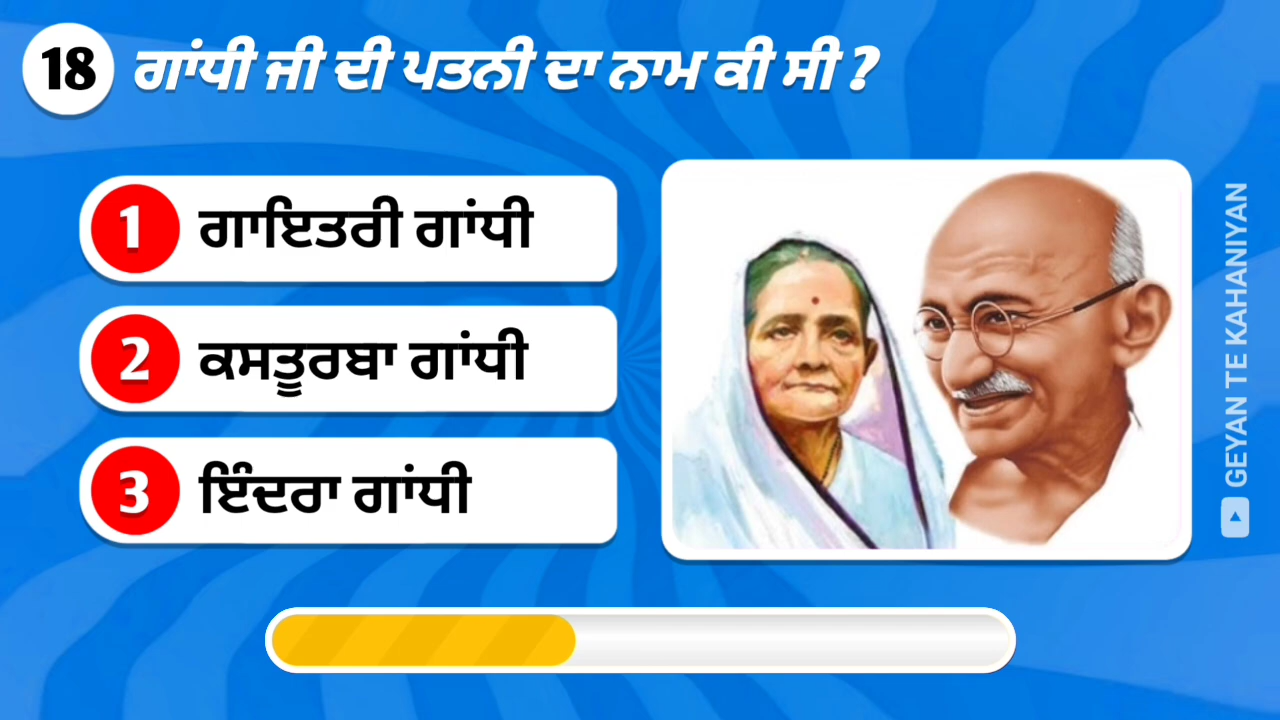 18 ਗਾਂਧੀ ਜੀ ਦੀ ਪਤਨੀ ਦਾ ਨਾਮ ਕੀ ਸੀ ?
1 ਗਾਇਤਰੀ ਗਾਂਧੀ
2 ਕਸਤੂਰਬਾ ਗਾਂਧੀ
3 ਇੰਦਰਾ ਗਾਂਧੀ
GEYAN TE KAHANIYAN